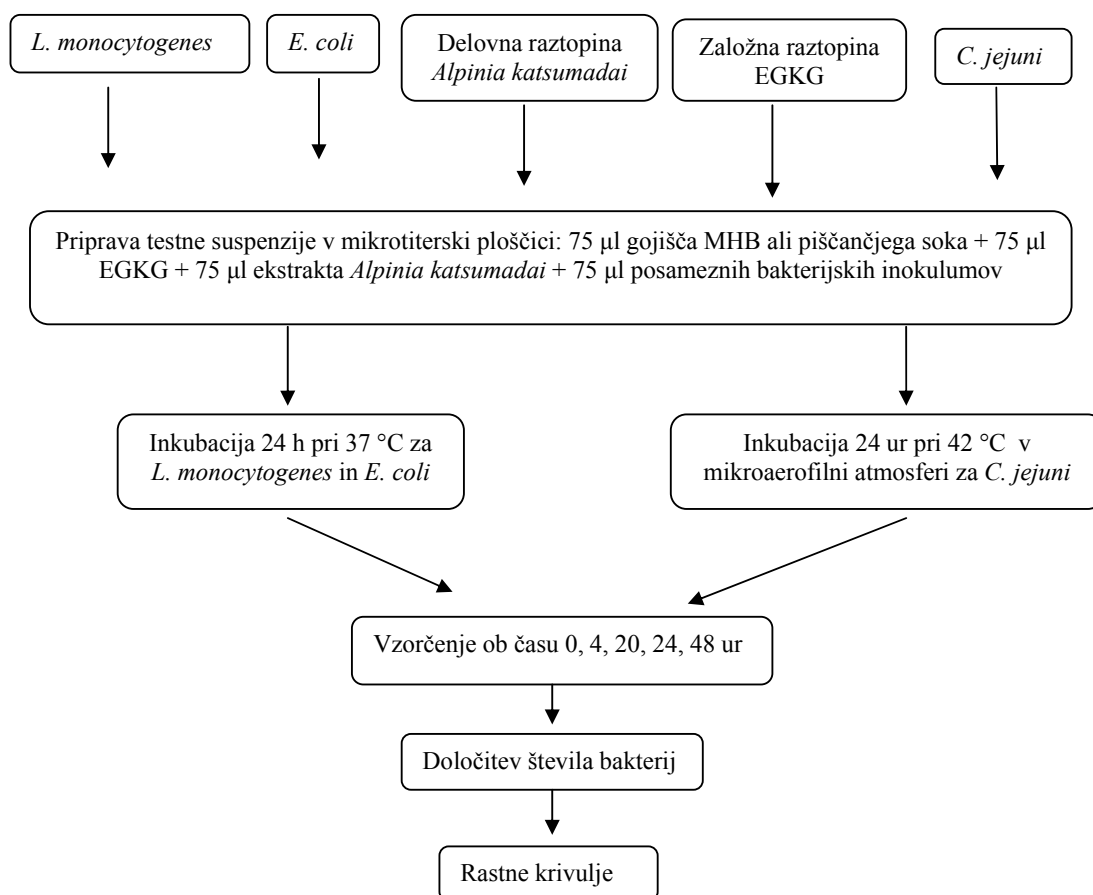 L. monocytogenes
E. coli
Delovna raztopina
Alpinia katsumadai
Založna raztopina
EGKG
C. jejuni
Priprava testne suspenzije v mikrotiterski ploščici: 75 µl gojišča MHB ali piščančjega soka + 75 µl
EGKG + 75 µl ekstrakta Alpinia katsumadai + 75 µl posameznih bakterijskih inokulumov
Inkubacija 24 h pri 37 °C za
L. monocytogenes in E. coli
Inkubacija 24 ur pri 42 °C v
mikroaerofilni atmosferi za C. jejuni
Vzorčenje ob času 0, 4, 20, 24, 48 ur
Določitev števila bakterij
Rastne krivulje